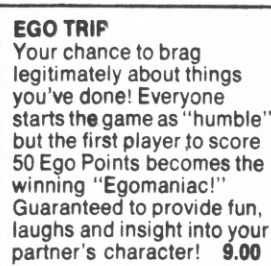 EGO TRIP
Your chance to brag
legitimately about things
you've done! Everyone
starts the game as "humble"
but the first player to score
50 Ego Points becomes the
winning "Egomaniac!"
Guaranteed to provide fun,
laughs and insight into your
partner's character! 9.00